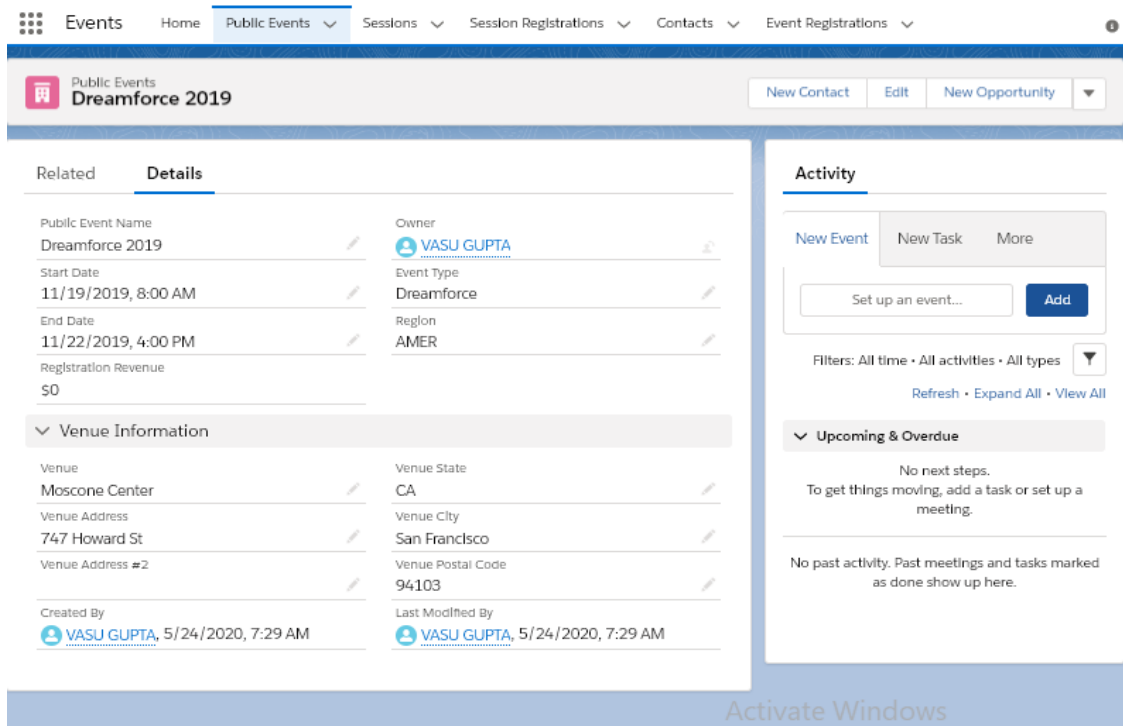 Events Home Public Events Sessions Session Registrations Contacts Event Registrations
Public Events
Dreamforce 2019
New Contact Edit New Opportunity
Related Details
Public Event Name
Dreamforce 2019
Owner
VASU GUPTA
Start Date
11/19/2019, 8:00 AM
Event Type
Dreamforce
End Date
11/22/2019, 4:00 PM
Region
AMER
Registration Revenue
$0
Venue Information
Venue
Moscone Center
Venue State
CA
Venue Address
747 Howard St
Venue City
San Francisco
Venue Address #2
Venue Postal Code
94103
Created By
VASU GUPTA, 5/24/2020, 7:29 AM
Last Modified By
VASU GUPTA, 5/24/2020, 7:29 AM
Activity
New Event New Task More
Set up an event... Add
Filters: All time • All activities • All types
Refresh • Expand All • View All
Upcoming & Overdue
No next steps.
To get things moving, add a task or set up a
meeting.
No past activity. Past meetings and tasks marked
as done show up here.
Activate Windows